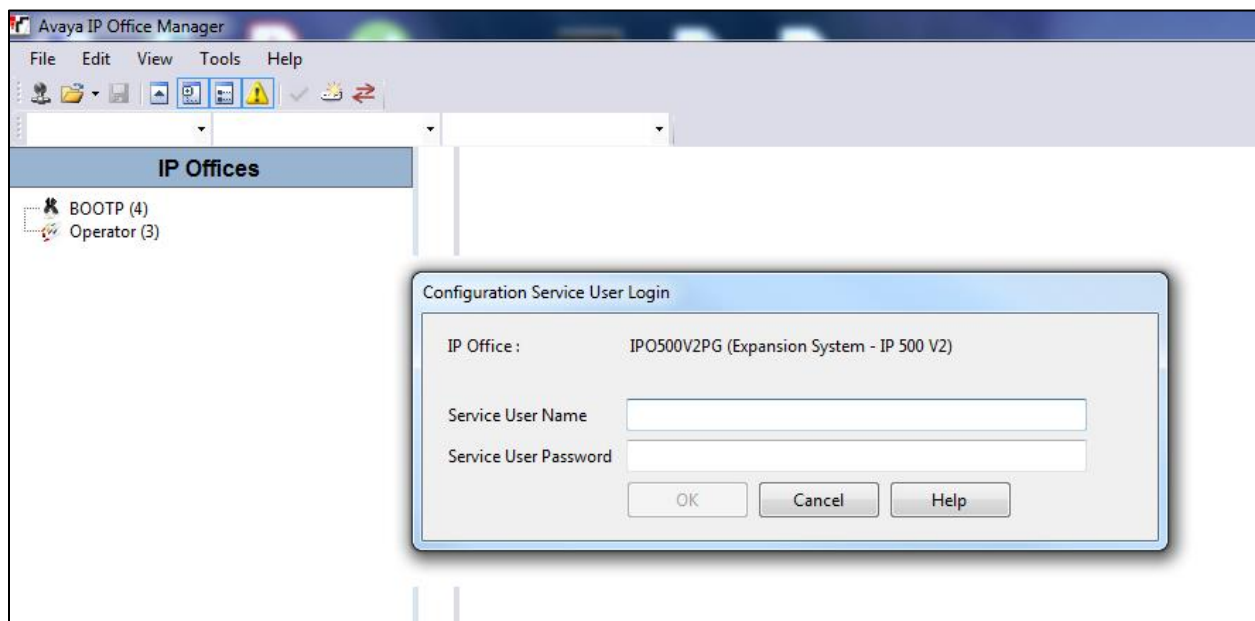 Avaya IP Office Manager
File Edit View Tools Help
IP Offices
BOOTP (4)
Operator (3)
Configuration Service User Login
IP Office : IPO500V2PG (Expansion System - IP 500 V2)
Service User Name
Service User Password
OK Cancel Help